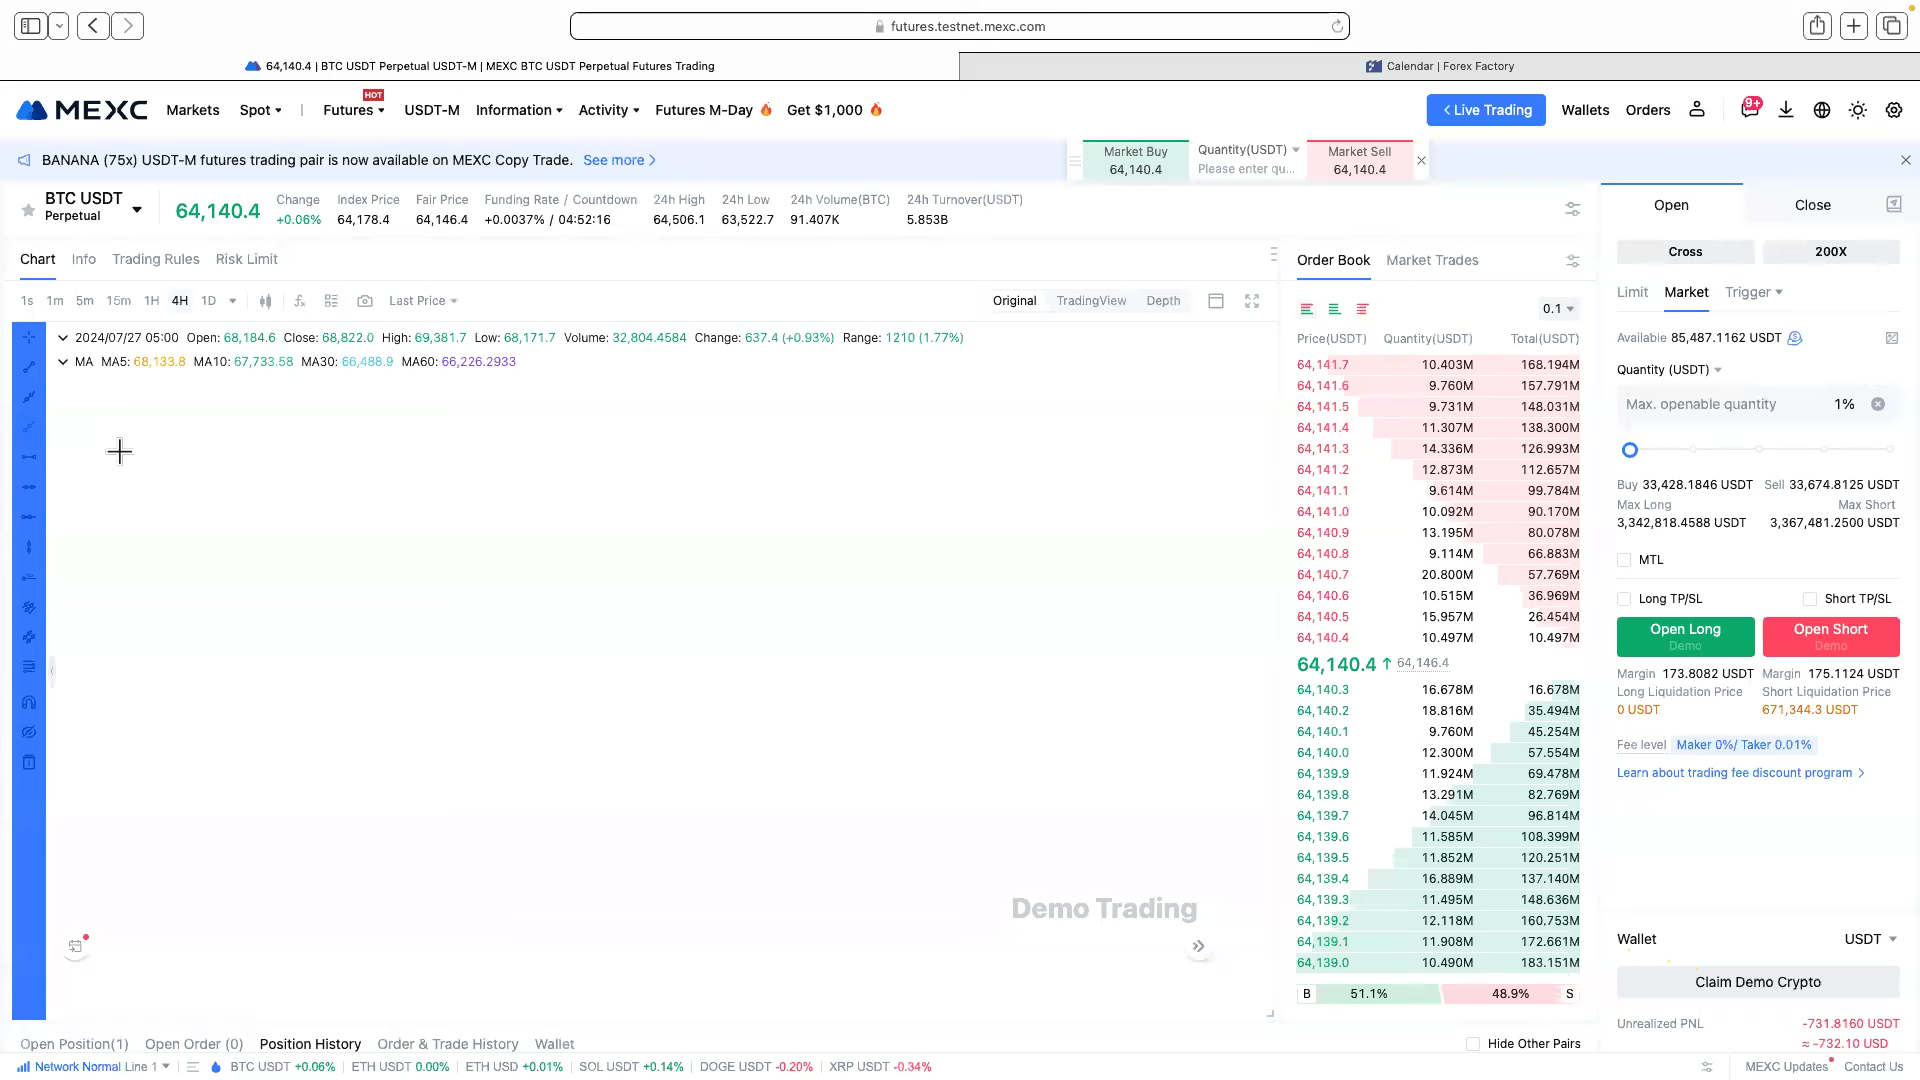 futures.testnet.mexc.com
64,140.4 | BTC USDT Perpetual USDT-M | MEXC BTC USDT Perpetual Futures Trading
Calendar | Forex Factory
MEXC Markets Spot | Futures HOT USDT-M Information Activity Futures M-Day Get $1,000 < Live Trading Wallets Orders 9+
BANANA (75x) USDT-M futures trading pair is now available on MEXC Copy Trade. See more >
Market Buy
64,140.4
Quantity(USDT)
Please enter qu...
Market Sell
64,140.4
BTC USDT
Perpetual
64,140.4
Change
+0.06%
Index Price
64,178.4
Fair Price
64,146.4
Funding Rate / Countdown
+0.0037% / 04:52:16
24h High
64,506.1
24h Low
63,522.7
24h Volume(BTC)
91.407K
24h Turnover(USDT)
5.853B
Chart Info Trading Rules Risk Limit
1s 1m 5m 15m 1H 4H 1D Last Price Original TradingView Depth
2024/07/27 05:00 Open: 68,184.6 Close: 68,822.0 High: 69,381.7 Low: 68,171.7 Volume: 32,804.4584 Change: 637.4 (+0.93%) Range: 1210 (1.77%)
MA MA5: 68,133.8 MA10: 67,733.58 MA30: 66,488.9 MA60: 66,226.2933
Demo Trading
Order Book Market Trades
0.1
Price(USDT) Quantity(USDT) Total(USDT)
64,141.7 10.403M 168.194M
64,141.6 9.760M 157.791M
64,141.5 9.731M 148.031M
64,141.4 11.307M 138.300M
64,141.3 14.336M 126.993M
64,141.2 12.873M 112.657M
64,141.1 9.614M 99.784M
64,141.0 10.092M 90.170M
64,140.9 13.195M 80.078M
64,140.8 9.114M 66.883M
64,140.7 20.800M 57.769M
64,140.6 10.515M 36.969M
64,140.5 15.957M 26.454M
64,140.4 10.497M 10.497M
64,140.4 64,146.4
64,140.3 16.678M 16.678M
64,140.2 18.816M 35.494M
64,140.1 9.760M 45.254M
64,140.0 12.300M 57.554M
64,139.9 11.924M 69.478M
64,139.8 13.291M 82.769M
64,139.7 14.045M 96.814M
64,139.6 11.585M 108.399M
64,139.5 11.852M 120.251M
64,139.4 16.889M 137.140M
64,139.3 11.495M 148.636M
64,139.2 12.118M 160.753M
64,139.1 11.908M 172.661M
64,139.0 10.490M 183.151M
B 51.1% 48.9% S
Open Close
Cross 200X
Limit Market Trigger
Available 85,487.1162 USDT
Quantity (USDT)
Max. openable quantity 1%
Buy 33,428.1846 USDT Sell 33,674.8125 USDT
Max Long Max Short
3,342,818.4588 USDT 3,367,481.2500 USDT
MTL
Long TP/SL Short TP/SL
Open Long Open Short
Demo Demo
Margin 173.8082 USDT Margin 175.1124 USDT
Long Liquidation Price Short Liquidation Price
0 USDT 671,344.3 USDT
Fee level Maker 0%/ Taker 0.01%
Learn about trading fee discount program >
Wallet USDT
Claim Demo Crypto
Unrealized PNL -731.8160 USDT
≈ -732.10 USD
Open Position(1) Open Order (0) Position History Order & Trade History Wallet Hide Other Pairs
Network Normal Line 1 BTC USDT +0.06% ETH USDT 0.00% ETH USD +0.01% SOL USDT +0.14% DOGE USDT -0.20% XRP USDT -0.34% MEXC Updates Contact Us